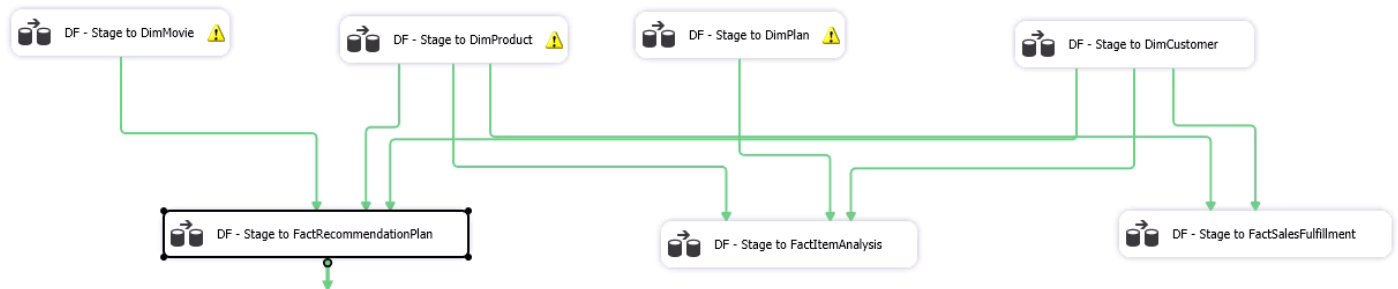 DF - Stage to DimMovie
DF - Stage to DimProduct
DF - Stage to DimPlan
DF - Stage to DimCustomer
DF - Stage to FactRecommendationPlan
DF - Stage to FactItemAnalysis
DF - Stage to FactSalesFulfillment